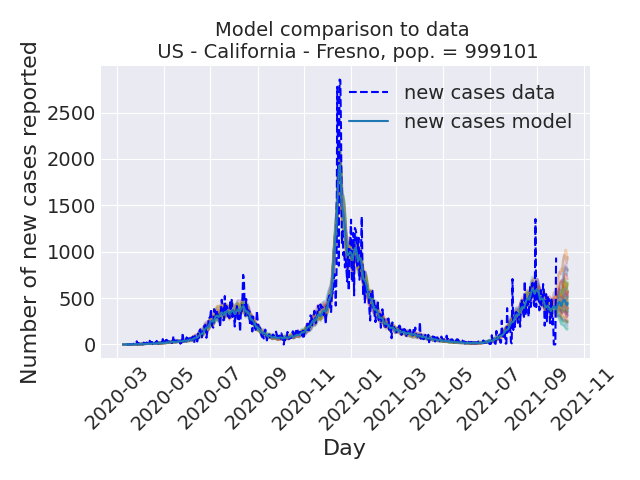 Model comparison to data
US - California - Fresno, pop. = 999101
Number of new cases reported
2500
2000
1500
1000
500
0
new cases data
new cases model
2020-03
2020-05
2020-07
2020-09
2020-11
2021-01
2021-03
2021-05
2021-07
2021-09
2021-11
Day